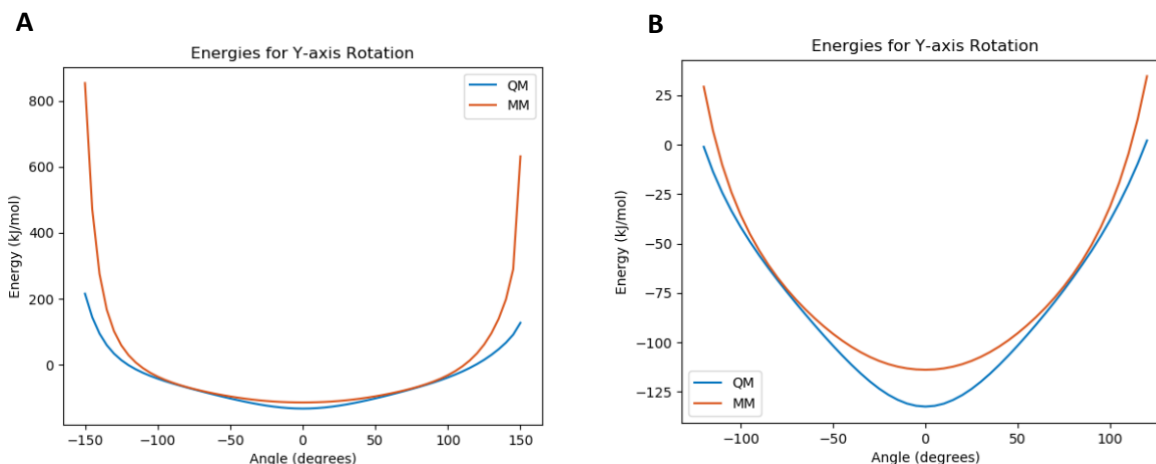 A
Energies for Y-axis Rotation
QM
MM
800
600
400
200
0
Energy (kJ/mol)
−150
−100
−50
0
50
100
150
Angle (degrees)
B
Energies for Y-axis Rotation
25
0
−25
−50
−75
−100
−125
Energy (kJ/mol)
QM
MM
−100
−50
0
50
100
Angle (degrees)